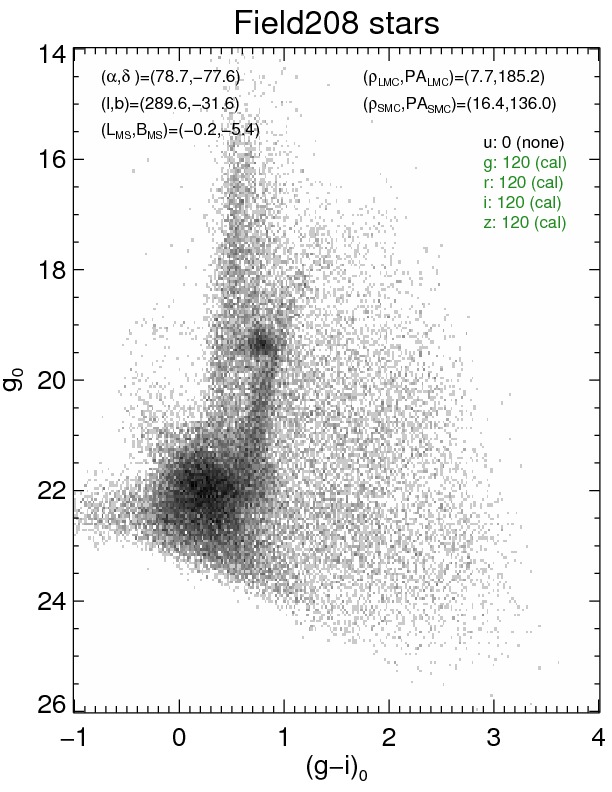 Field208 stars
(α,δ )=(78.7,−77.6)
(ρLMC,PALMC)=(7.7,185.2)
(l,b)=(289.6,−31.6)
(ρSMC,PASMC)=(16.4,136.0)
(LMS,BMS)=(−0.2,−5.4)
u: 0 (none)
g: 120 (cal)
r: 120 (cal)
i: 120 (cal)
z: 120 (cal)
14
16
18
20
22
24
26
g0
−1 0 1 2 3 4
(g−i)0